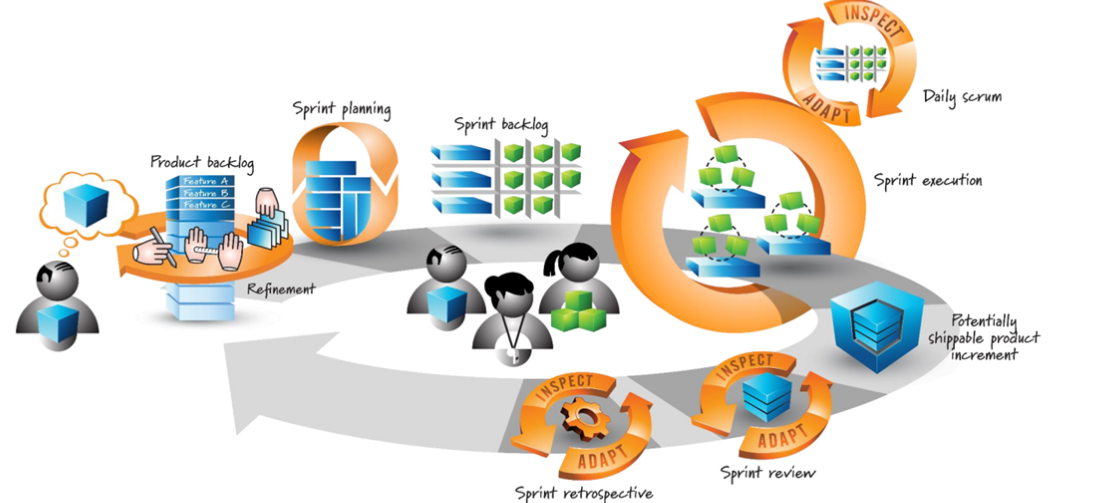 INSPECT
ADAPT
Daily scrum
Sprint planning
Sprint backlog
Product backlog
Feature A
Feature B
Feature C
Sprint execution
Refinement
Potentially
shippable product
increment
INSPECT
ADAPT
Sprint review
INSPECT
ADAPT
Sprint retrospective